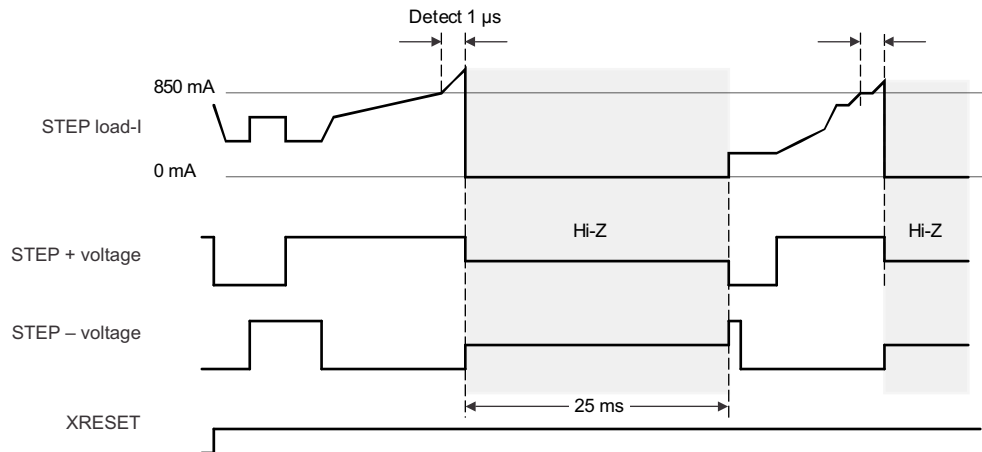 Detect 1 μs
850 mA
STEP load-I
0 mA
Hi-Z
Hi-Z
STEP + voltage
STEP – voltage
25 ms
XRESET